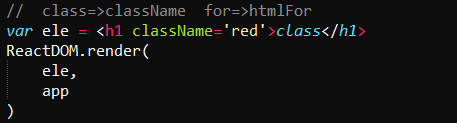 //  class=>className  for=>htmlFor
var ele = <h1 className='red'>class</h1>
ReactDOM.render(
    ele,
    app
)